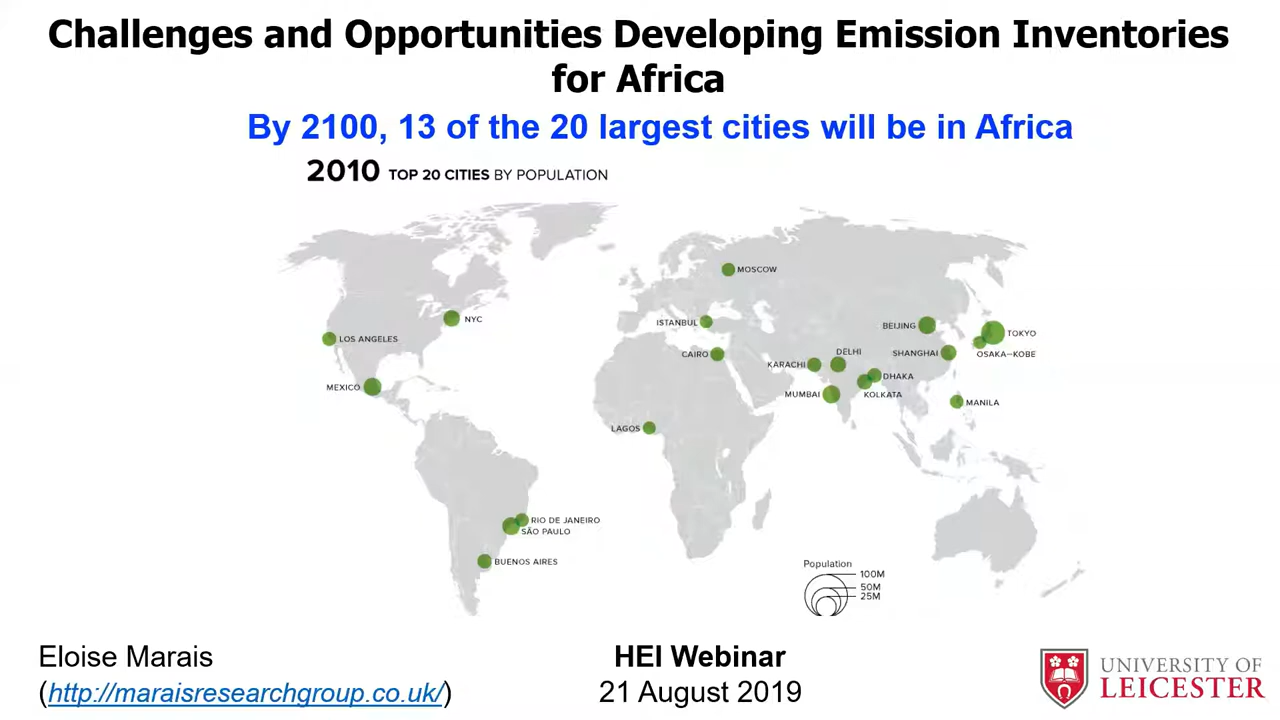 Challenges and Opportunities Developing Emission Inventories
for Africa
By 2100, 13 of the 20 largest cities will be in Africa
2010 TOP 20 CITIES BY POPULATION
MOSCOW
NYC
ISTANBUL
BEIJING
TOKYO
LOS ANGELES
CAIRO
DELHI
SHANGHAI
OSAKA–KOBE
KARACHI
DHAKA
MEXICO
MUMBAI
KOLKATA
MANILA
LAGOS
RIO DE JANEIRO
SÃO PAULO
BUENOS AIRES
Population
100M
50M
25M
Eloise Marais
(http://maraisresearchgroup.co.uk/)
HEI Webinar
21 August 2019
UNIVERSITY OF
LEICESTER